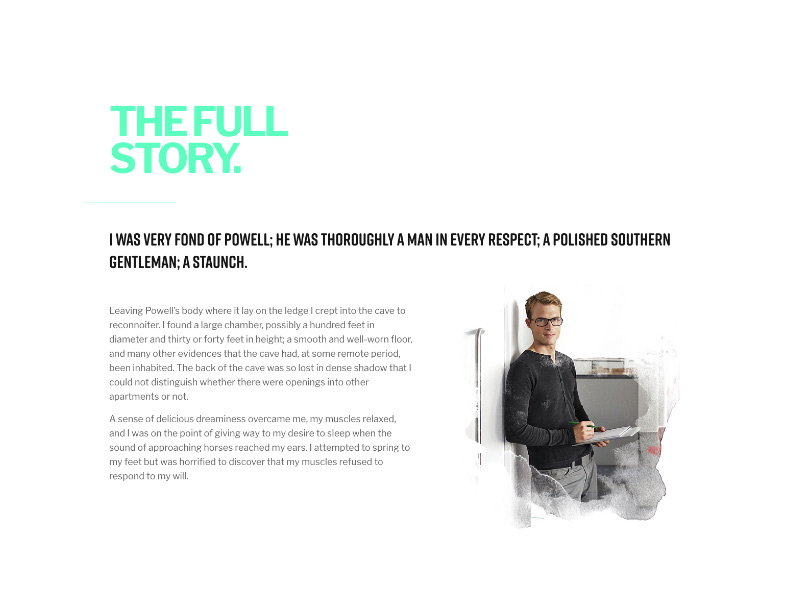 THE FULL
STORY.
I WAS VERY FOND OF POWELL; HE WAS THOROUGHLY A MAN IN EVERY RESPECT; A POLISHED SOUTHERN
GENTLEMAN; A STAUNCH.
Leaving Powell's body where it lay on the ledge I crept into the cave to
reconnoiter. I found a large chamber, possibly a hundred feet in
diameter and thirty or forty feet in height; a smooth and well-worn floor,
and many other evidences that the cave had, at some remote period,
been inhabited. The back of the cave was so lost in dense shadow that I
could not distinguish whether there were openings into other
apartments or not.
A sense of delicious dreaminess overcame me, my muscles relaxed,
and I was on the point of giving way to my desire to sleep when the
sound of approaching horses reached my ears. I attempted to spring to
my feet but was horrified to discover that my muscles refused to
respond to my will.